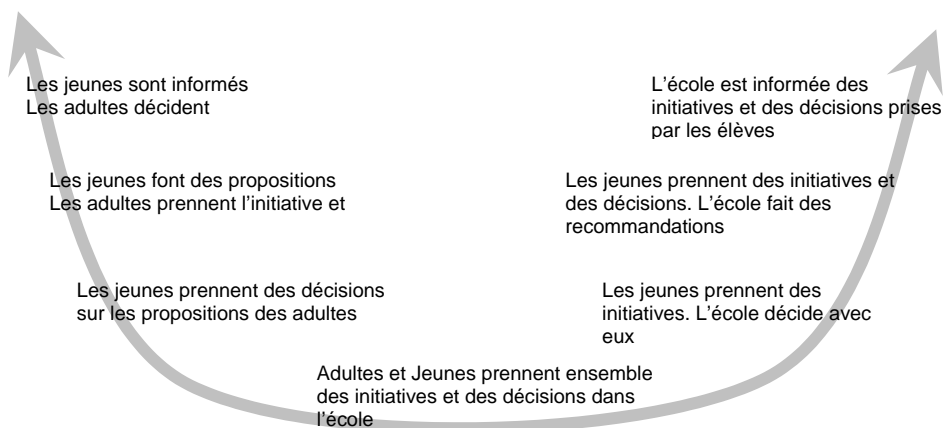 Les jeunes sont informés
Les adultes décident
L'école est informée des
initiatives et des décisions prises
par les élèves
Les jeunes font des propositions
Les adultes prennent l'initiative et
Les jeunes prennent des initiatives et
des décisions. L'école fait des
recommandations
Les jeunes prennent des décisions
sur les propositions des adultes
Les jeunes prennent des
initiatives. L'école décide avec
eux
Adultes et Jeunes prennent ensemble
des initiatives et des décisions dans
l'école